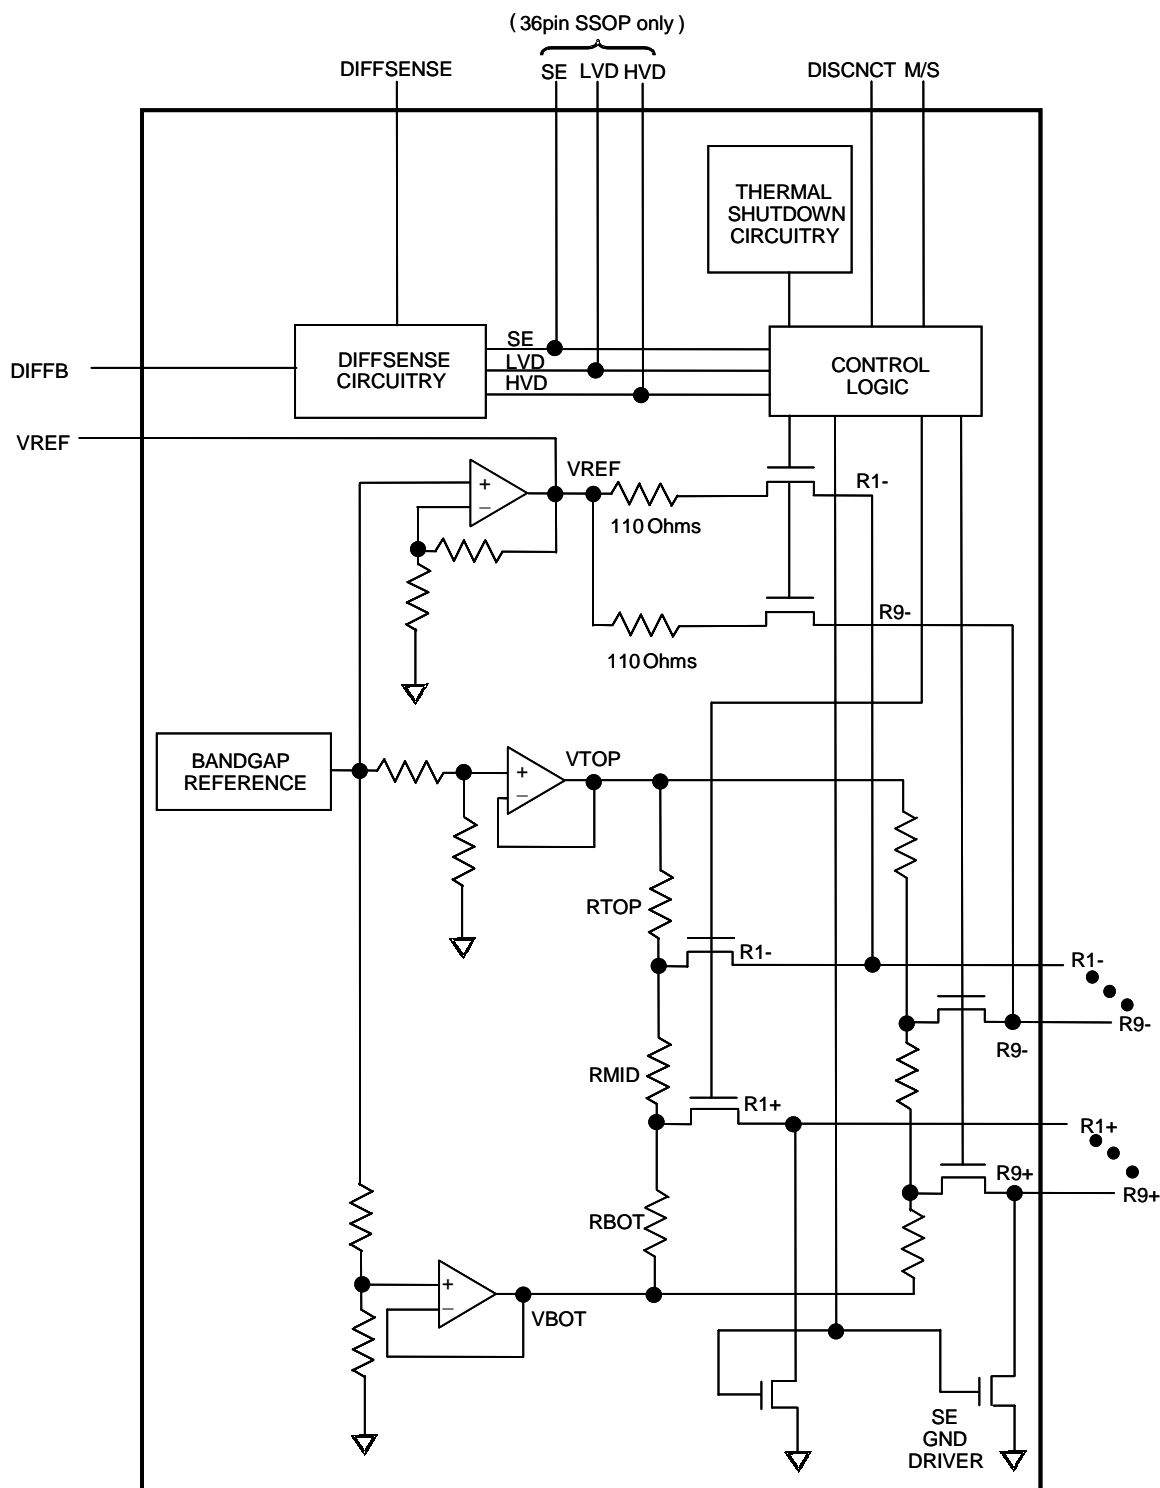 (36pin SSOP only)
DIFFSENSE
SE LVD HVD
DISCNCT M/S
THERMAL
SHUTDOWN
CIRCUITRY
DIFFB
DIFFSENSE
CIRCUITRY
SE
LVD
HVD
CONTROL
LOGIC
VREF
+
−
VREF
110 Ohms
R1-
R9-
110 Ohms
BANDGAP
REFERENCE
+
−
VTOP
RTOP
R1-
R1-
R9-
R9-
RMID
R1+
R1+
R9+
R9+
RBOT
+
−
VBOT
SE
GND
DRIVER